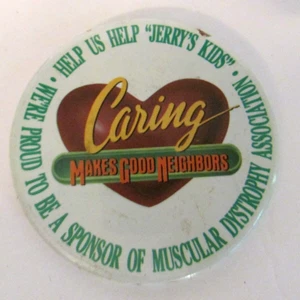 • HELP US HELP "JERRY'S KIDS" •
Caring
MAKES GOOD NEIGHBORS
WE'RE PROUD TO BE A SPONSOR OF MUSCULAR DYSTROPHY ASSOCIATION